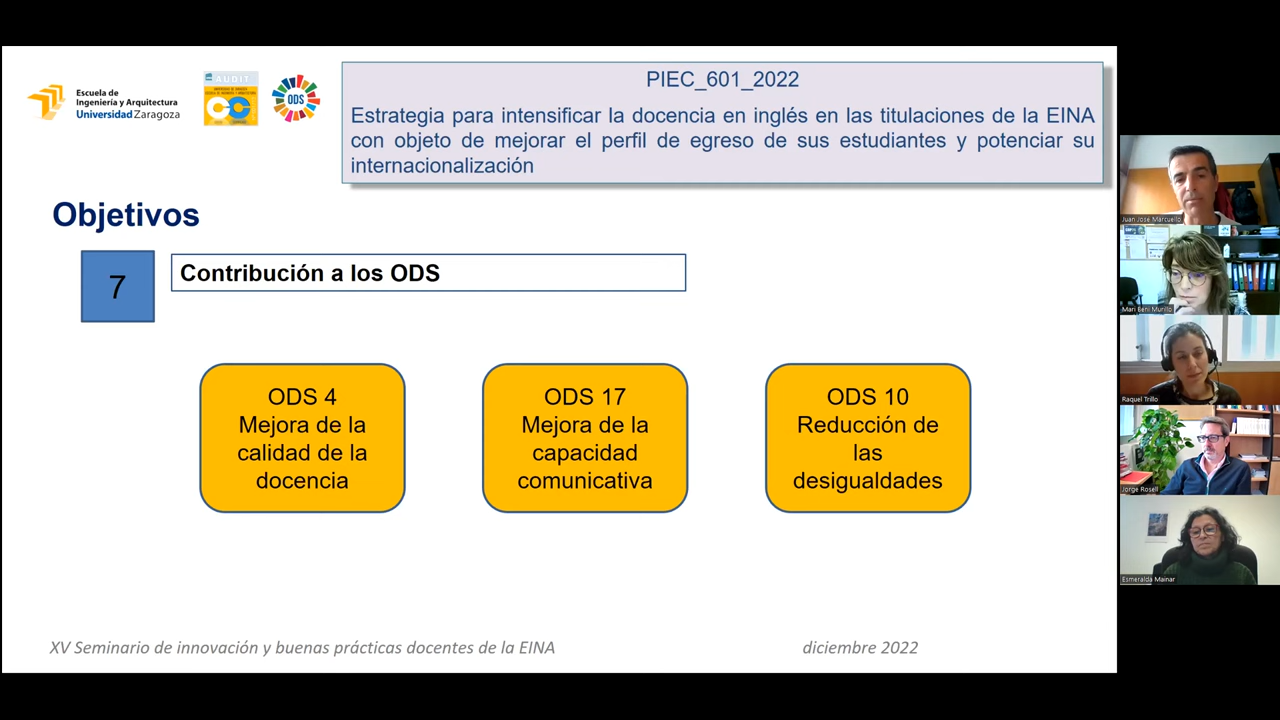 Escuela de
Ingeniería y Arquitectura
Universidad Zaragoza
AUDIT
ODS
PIEC_601_2022
Estrategia para intensificar la docencia en inglés en las titulaciones de la EINA
con objeto de mejorar el perfil de egreso de sus estudiantes y potenciar su
internacionalización
Objetivos
7
Contribución a los ODS
ODS 4
Mejora de la
calidad de la
docencia
ODS 17
Mejora de la
capacidad
comunicativa
ODS 10
Reducción de
las
desigualdades
XV Seminario de innovación y buenas prácticas docentes de la EINA
diciembre 2022
Juan José Marcuello
Mari Beni Murillo
Raquel Trillo
Jorge Rosell
Esmeralda Mainar